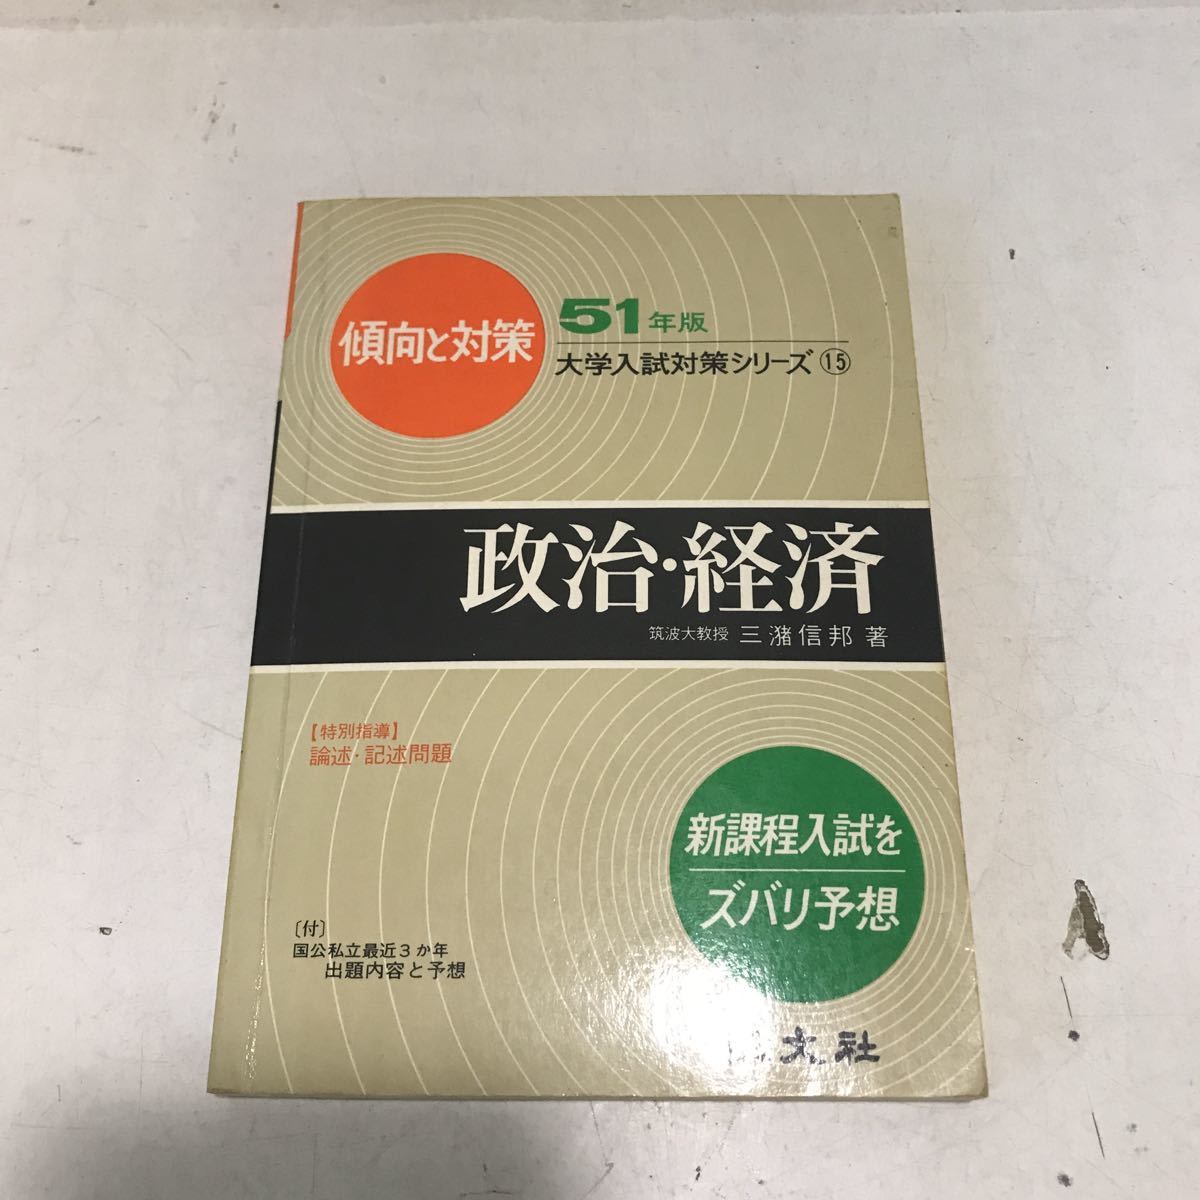 傾向と対策
51年版
大学入試対策シリーズ⑮
政治・経済
筑波大教授 三瀦信邦 著
【特別指導】
論述・記述問題
新課程入試を
ズバリ予想
〔付〕
国公私立最近3か年
出題内容と予想
文社